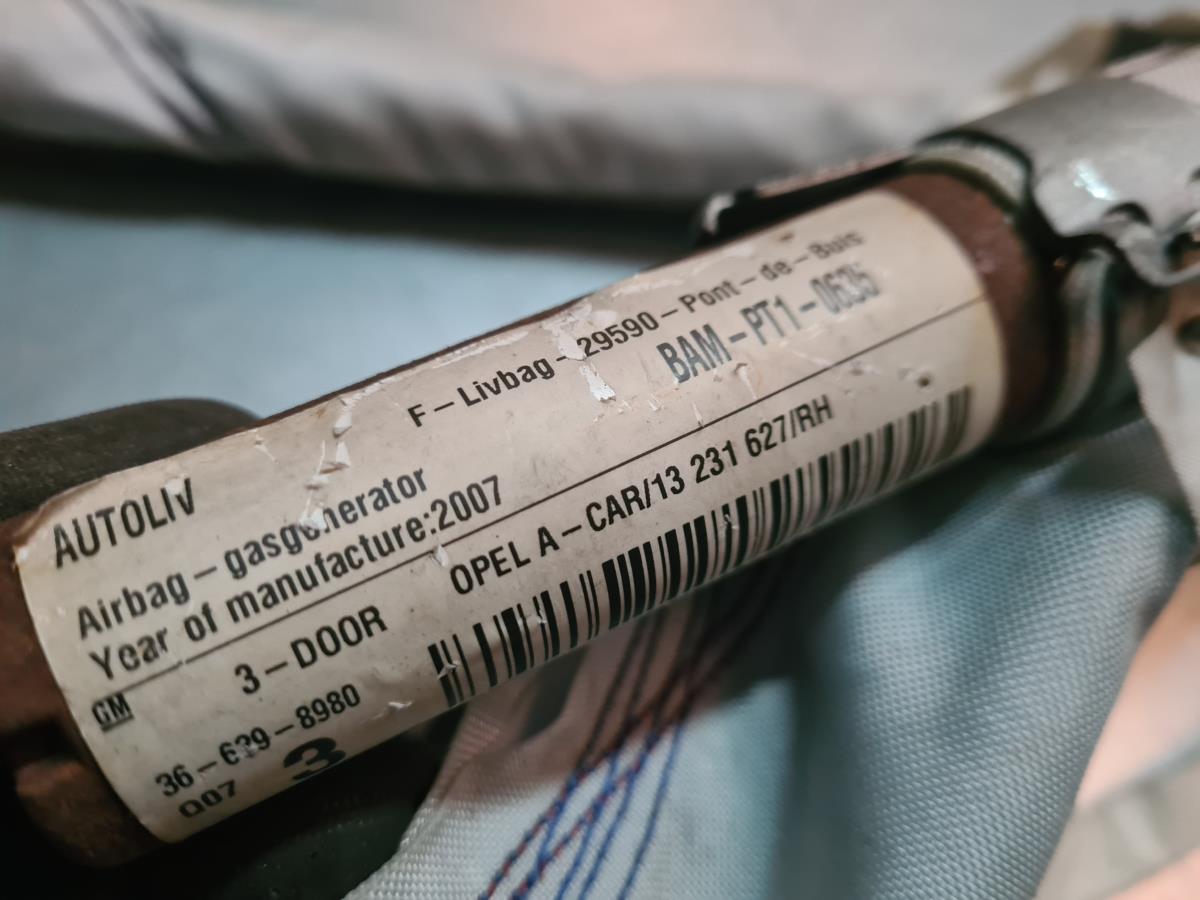 AUTOLIV
F-Livbag-29590-Pont-de-Buis
Airbag-gasgenerator
BAM-PT1-0635
Year of manufacture:2007
GM
3-DOOR
OPEL A-CAR/13 231 627/RH
36-639-8980
Q07
3